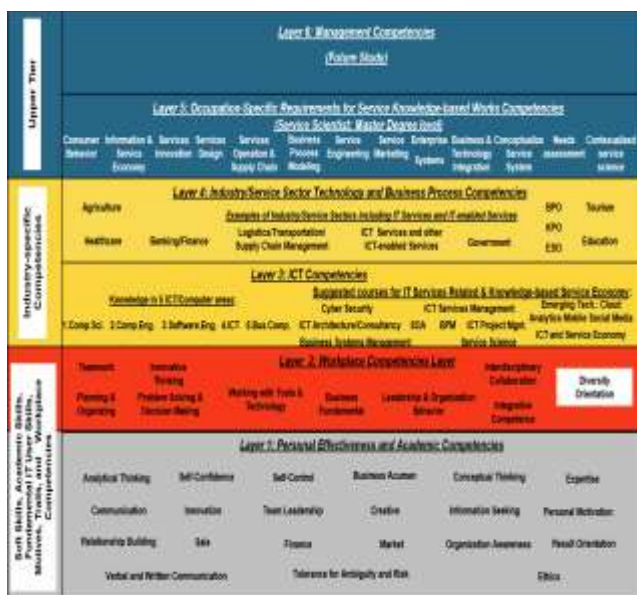 Upper Tier
Layer 6: Management Competencies
(Future Study)
Layer 5: Occupation-Specific Requirements for Service Knowledge-based Works Competencies
(Service Scientist: Master Degree level)
Consumer Behavior
Information & Service Economy
Services Innovation
Services Design
Services Operation & Supply Chain
Business Process Modelling
Service Engineering
Service Marketing
Enterprise Systems
Business & Technology Integration
Service System
Needs assessment
service science
Industry-specific Competencies
Layer 4: Industry/Service Sector Technology and Business Process Competencies
Examples of Industry/Service Sectors including IT Services and IT-enabled Services
Agriculture
Healthcare
Banking/Finance
Logistics/Transportation/
Supply Chain Management
ICT Services and other
ICT-enabled Services
Government
BPO
KPO
ESO
Tourism
Education
Layer 3: ICT Competencies
Knowledge in 5 ICT/Computer areas:
1.Comp Sci. 2.Comp Eng. 3.Software Eng 4.ICT 5.Bus Comp.
Suggested courses for IT Services Related & Knowledge-based Service Economy:
Cyber Security
ICT Services Management
Emerging Tech.: Cloud
Analytics Mobile Social Media
ICT Architecture/Consultancy SOA BPM ICT Project Mgmt.
ICT and Service Economy
Business Systems Management
Service Science
Soft Skills, Academic Skills, Fundamental IT User Skills, Motives, Traits, and Workplace Competencies
Layer 2: Workplace Competencies Layer
Teamwork
Innovative Thinking
Planning & Organizing
Problem Solving & Decision Making
Working with Tools & Technology
Business Fundamental
Leadership & Organization Behavior
Interdisciplinary Collaboration
Integrative Competence
Diversity Orientation
Layer 1: Personal Effectiveness and Academic Competencies
Analytical Thinking
Self-Confidence
Self-Control
Business Acumen
Conceptual Thinking
Expertise
Communication
Innovation
Team Leadership
Creative
Information Seeking
Personal Motivation
Relationship Building
Sale
Finance
Market
Organization Awareness
Result Orientation
Verbal and Written Communication
Tolerance for Ambiguity and Risk
Ethics